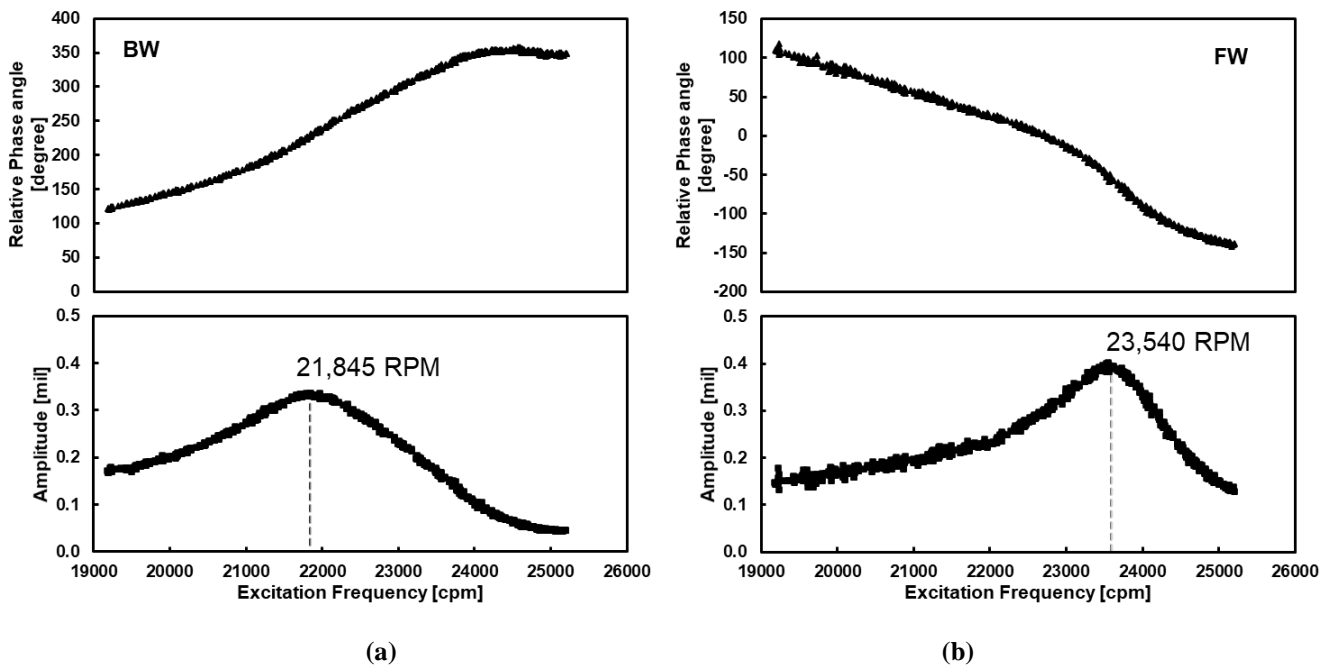 400
350
300
250
200
150
100
50
0
Relative Phase angle
[degree]
BW
0.5
0.4
0.3
0.2
0.1
0.0
Amplitude [mil]
21,845 RPM
19000 20000 21000 22000 23000 24000 25000 26000
Excitation Frequency [cpm]
(a)
150
100
50
0
-50
-100
-150
-200
Relative Phase angle
[degree]
FW
0.5
0.4
0.3
0.2
0.1
0.0
Amplitude [mil]
23,540 RPM
19000 20000 21000 22000 23000 24000 25000 26000
Excitation Frequency [cpm]
(b)